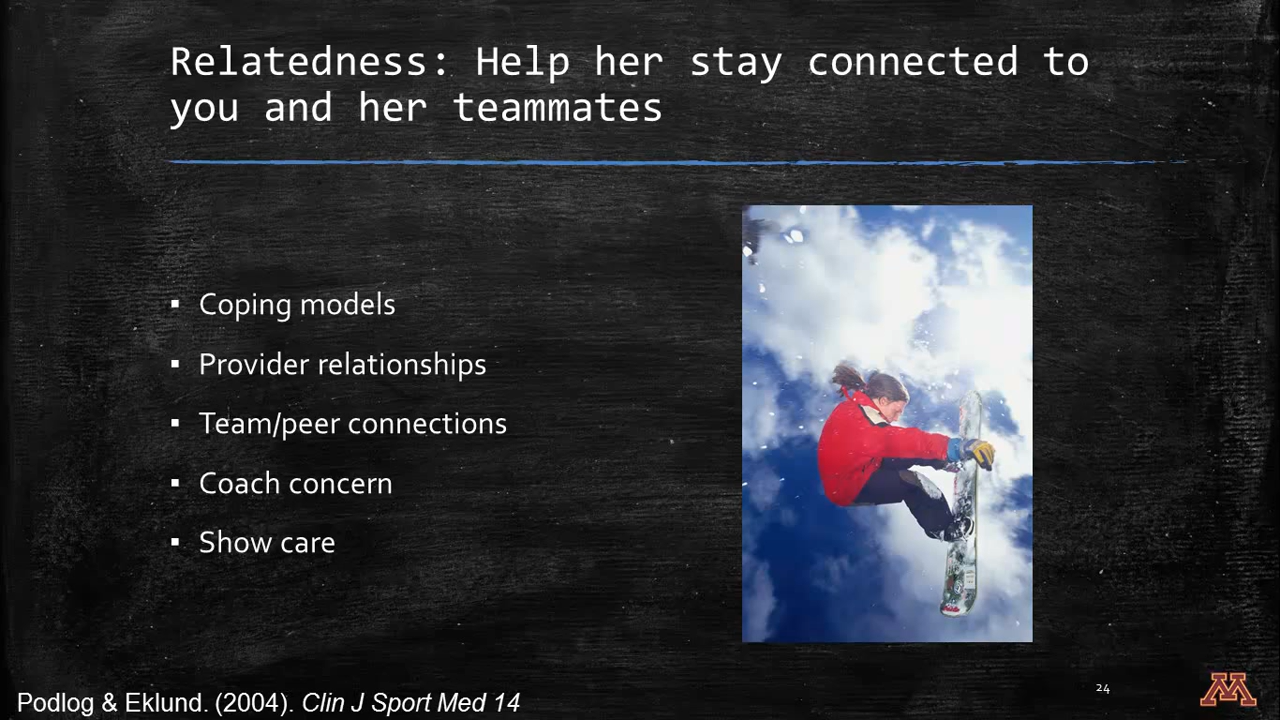 Relatedness: Help her stay connected to
you and her teammates
▪ Coping models
▪ Provider relationships
▪ Team/peer connections
▪ Coach concern
▪ Show care
Podlog & Eklund. (2004). Clin J Sport Med 14
24
M